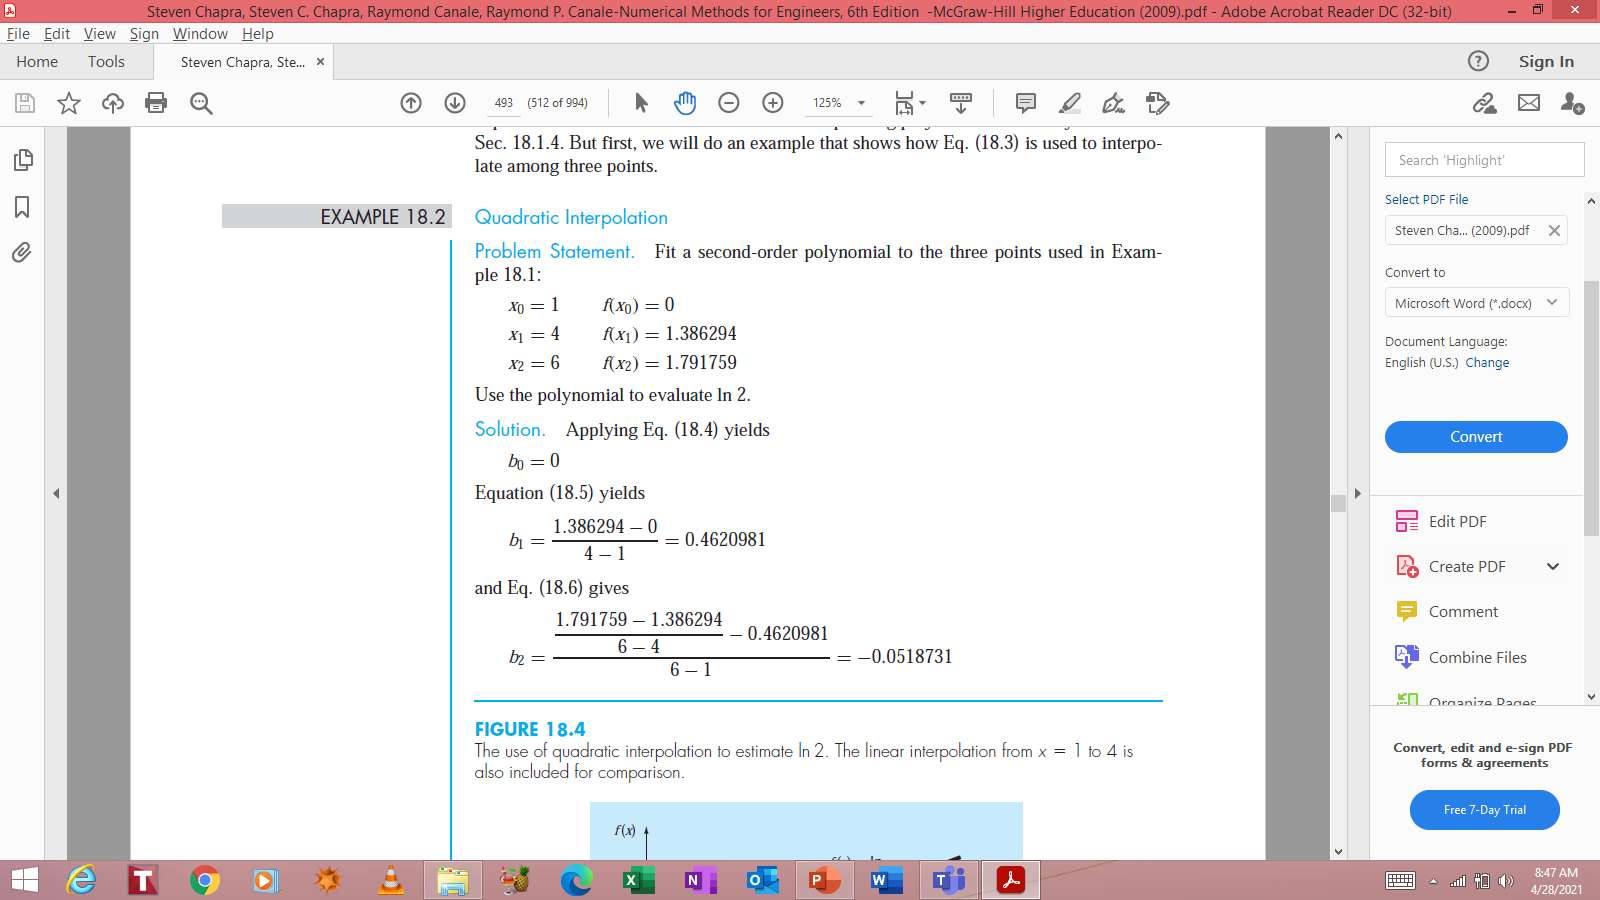 Steven Chapra, Steven C. Chapra, Raymond Canale, Raymond P. Canale-Numerical Methods for Engineers, 6th Edition -McGraw-Hill Higher Education (2009).pdf - Adobe Acrobat Reader DC (32-bit)
File Edit View Sign Window Help
Home Tools Steven Chapra, Ste... × ? Sign In
493 (512 of 994) 125%
Sec. 18.1.4. But first, we will do an example that shows how Eq. (18.3) is used to interpo-
late among three points.
EXAMPLE 18.2 Quadratic Interpolation
Problem Statement. Fit a second-order polynomial to the three points used in Exam-
ple 18.1:
x0 = 1 f(x0) = 0
x1 = 4 f(x1) = 1.386294
x2 = 6 f(x2) = 1.791759
Use the polynomial to evaluate ln 2.
Solution. Applying Eq. (18.4) yields
b0 = 0
Equation (18.5) yields
1.386294 − 0
b1 = = 0.4620981
4 − 1
and Eq. (18.6) gives
1.791759 − 1.386294
− 0.4620981
6 − 4
b2 = = −0.0518731
6 − 1
FIGURE 18.4
The use of quadratic interpolation to estimate ln 2. The linear interpolation from x = 1 to 4 is
also included for comparison.
f(x)
Search 'Highlight'
Select PDF File
Steven Cha... (2009).pdf
Convert to
Microsoft Word (*.docx)
Document Language:
English (U.S.) Change
Convert
Edit PDF
Create PDF
Comment
Combine Files
Organize Pages
Convert, edit and e-sign PDF
forms & agreements
Free 7-Day Trial
8:47 AM
4/28/2021